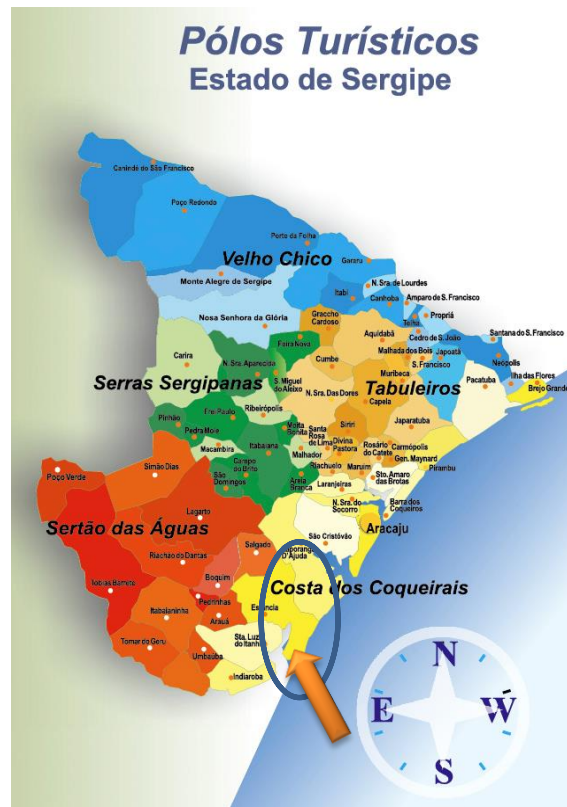 Pólos Turísticos
Estado de Sergipe
Canindé do São Francisco
Poço Redondo
Porto da Folha
Velho Chico
Gararu
Monte Alegre de Sergipe
N. Sra. de Lourdes
Itabi
Canhoba
Amparo de S. Francisco
Nosa Senhora da Glória
Graccho
Cardoso
Telha
Propriá
Feira Nova
Aquidabã
Cedro de S. João
Santana do S. Francisco
Malhada dos Bois
Japoatã
Neópolis
Carira
N. Sra. Aparecida
Cumbe
S. Francisco
Ilha das Flores
Serras Sergipanas
S. Miguel
do Aleixo
Muribeca
Tabuleiros
Pacatuba
Brejo Grande
N. Sra. Das Dores
Capela
Pinhão
Frei Paulo
Ribeirópolis
Moita
Bonita
Santa
Rosa
de Lima
Siriri
Divina
Pastora
Japaratuba
Pedra Mole
Macambira
Itabaiana
Malhador
Rosário
do Catete
Carmópolis
Gen. Maynard
Pirambu
Poço Verde
Simão Dias
São
Domingos
Campo
do Brito
Areia
Branca
Riachuelo
Maruim
Laranjeiras
Sto. Amaro
das Brotas
Lagarto
N. Sra. do
Socorro
Barra dos
Coqueiros
Sertão das Águas
São Cristóvão
Aracaju
Riachão do Dantas
Salgado
D'Ajuda
Tobias Barreto
Boquim
Costa dos Coqueirais
Pedrinhas
Itabaianinha
Arauá
Estância
Tomar do Geru
Umbaúba
Sta. Luzia
do Itanhi
Indiaroba
N
E
W
S